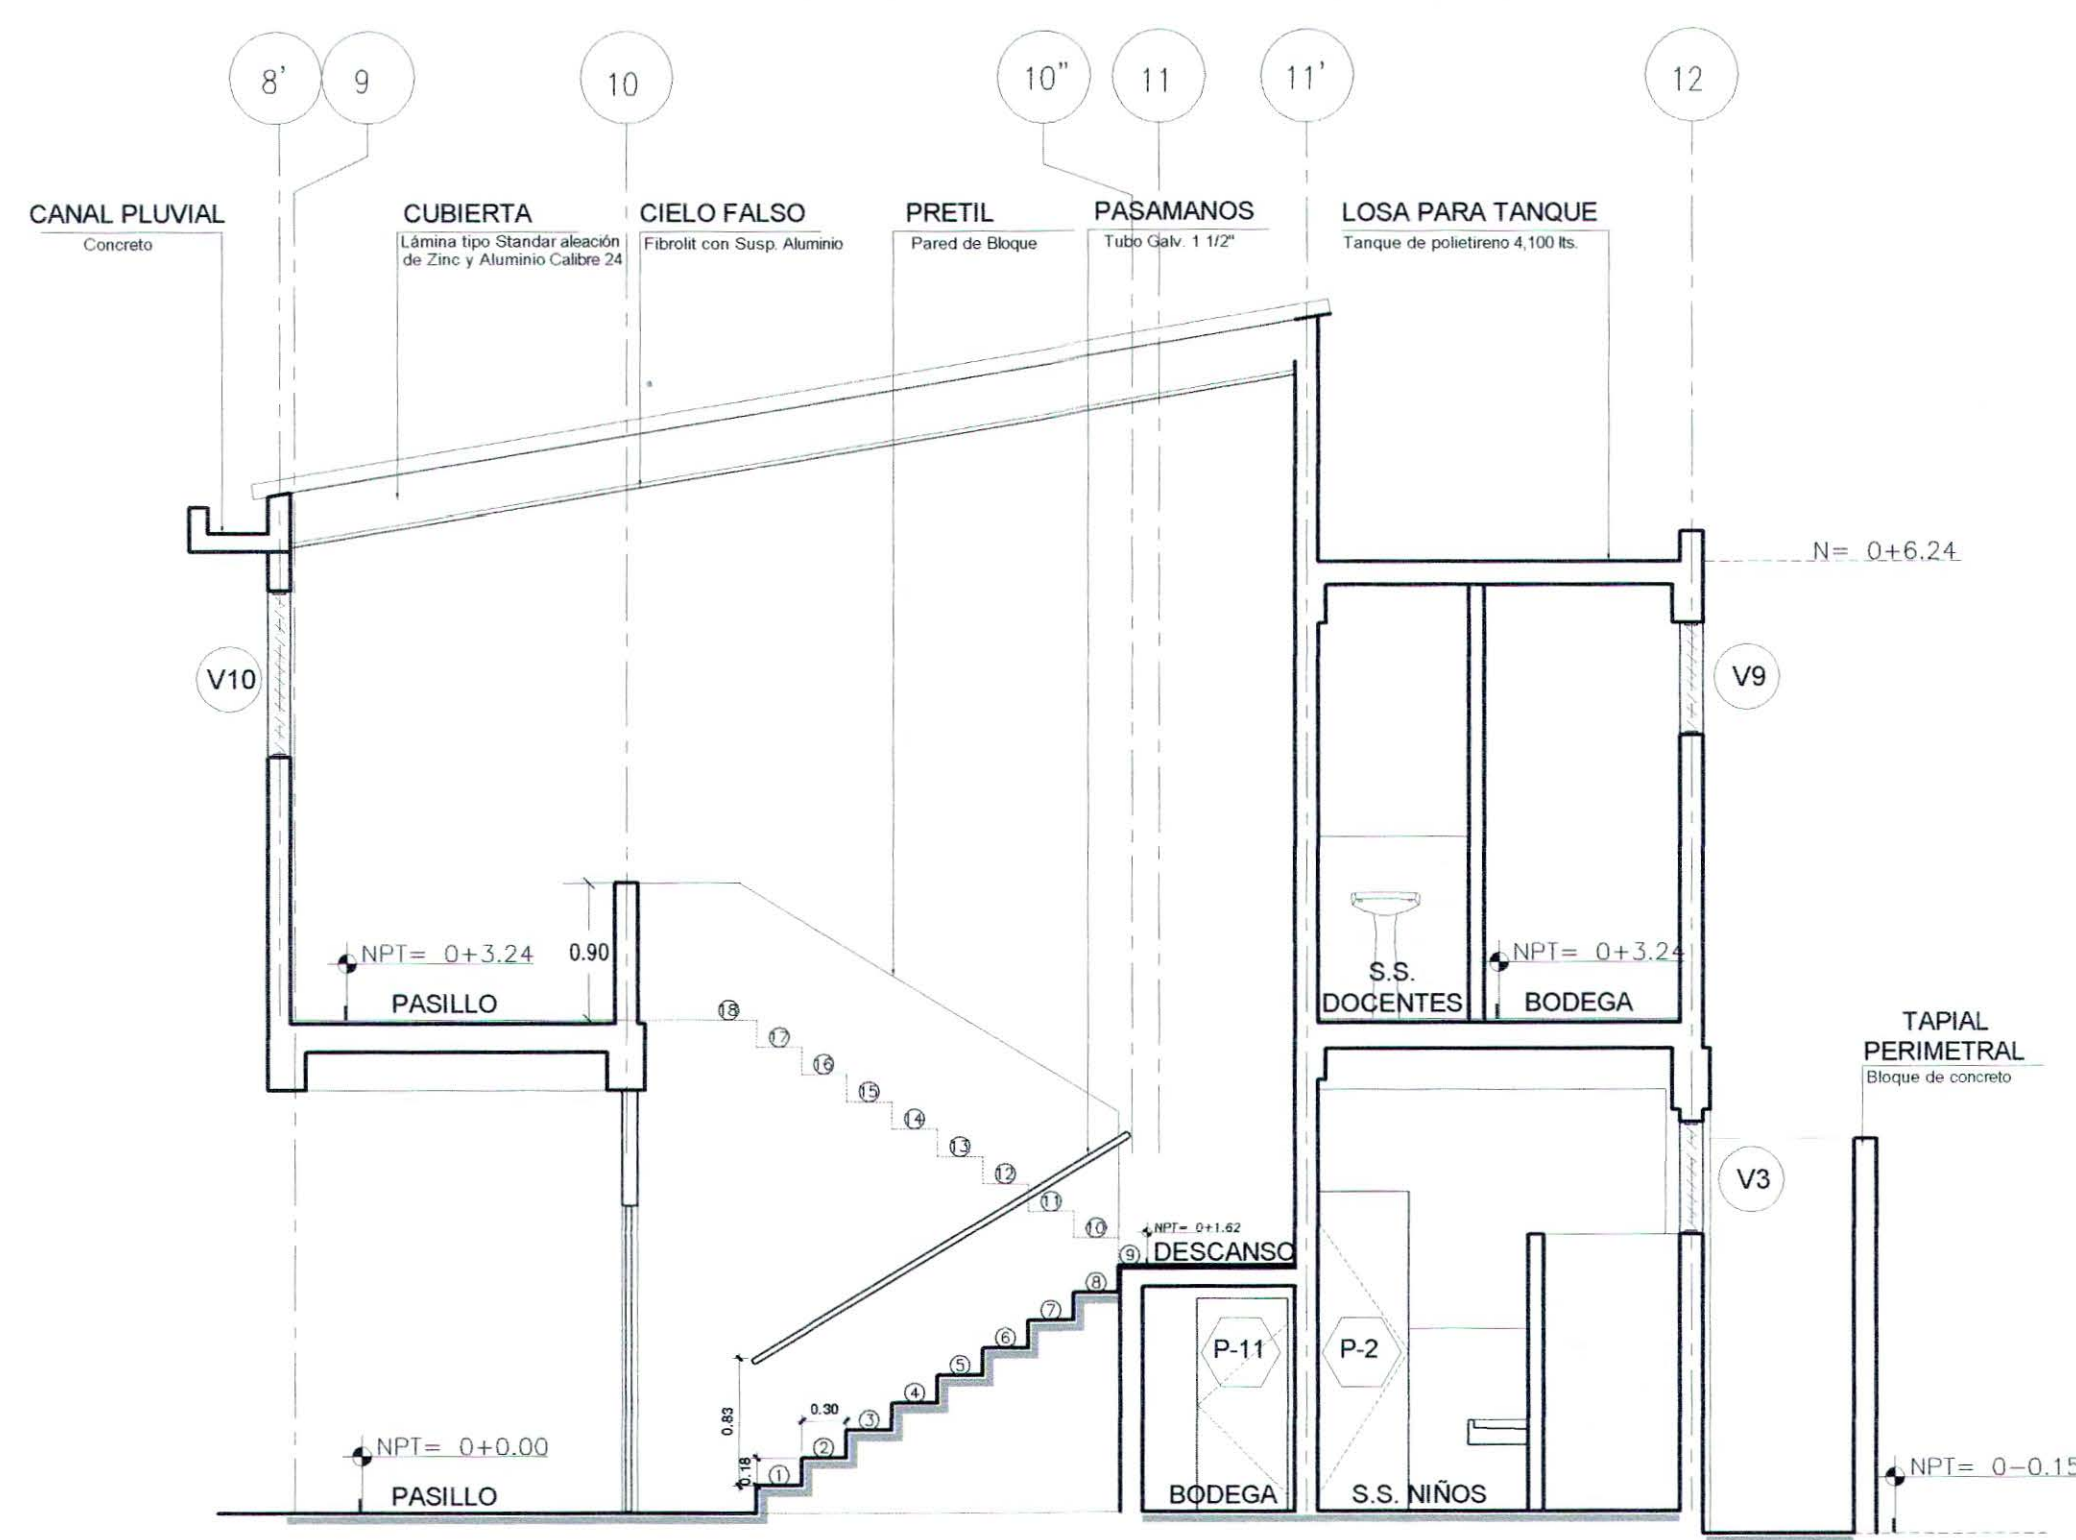 8'
9
10
10"
11
11'
12
CANAL PLUVIAL
Concreto
CUBIERTA
Lámina tipo Standar aleación
de Zinc y Aluminio Calibre 24
CIELO FALSO
Fibrolit con Susp. Aluminio
PRETIL
Pared de Bloque
PASAMANOS
Tubo Galv. 1 1/2"
LOSA PARA TANQUE
Tanque de polietireno 4,100 lts.
N= 0+6.24
V10
V9
NPT= 0+3.24
0.90
PASILLO
S.S.
DOCENTES
NPT= 0+3.24
BODEGA
TAPIAL
PERIMETRAL
Bloque de concreto
18
17
16
15
14
13
12
11
10
V3
NPT= 0+1.62
9
DESCANSO
8
7
6
5
4
3
2
1
P-11
P-2
0.83
0.30
0.18
NPT= 0+0.00
PASILLO
BODEGA
S.S. NIÑOS
NPT= 0-0.15